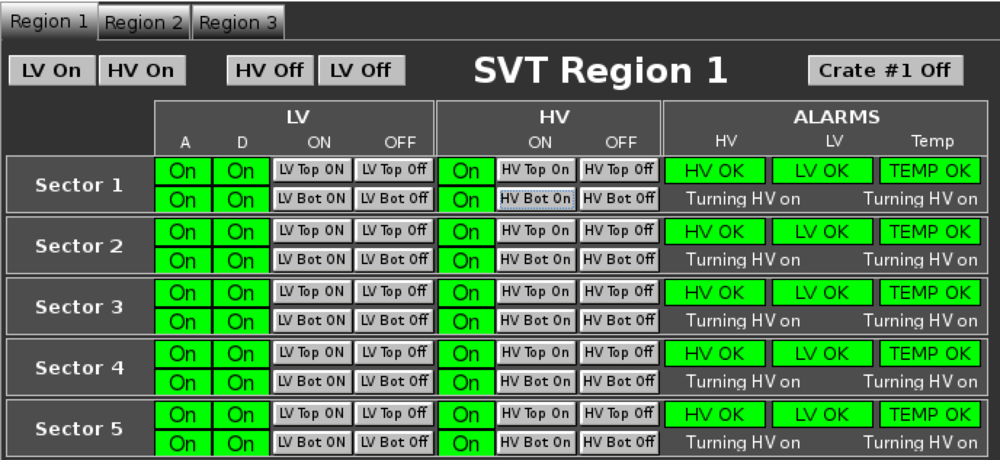 Region 1 Region 2 Region 3
LV On HV On HV Off LV Off SVT Region 1 Crate #1 Off
LV HV ALARMS
A D ON OFF ON OFF HV LV Temp
Sector 1
On On LV Top ON LV Top Off On HV Top On HV Top Off HV OK LV OK TEMP OK
On On LV Bot ON LV Bot Off On HV Bot On HV Bot Off Turning HV on Turning HV on
Sector 2
On On LV Top ON LV Top Off On HV Top On HV Top Off HV OK LV OK TEMP OK
On On LV Bot ON LV Bot Off On HV Bot On HV Bot Off Turning HV on Turning HV on
Sector 3
On On LV Top ON LV Top Off On HV Top On HV Top Off HV OK LV OK TEMP OK
On On LV Bot ON LV Bot Off On HV Bot On HV Bot Off Turning HV on Turning HV on
Sector 4
On On LV Top ON LV Top Off On HV Top On HV Top Off HV OK LV OK TEMP OK
On On LV Bot ON LV Bot Off On HV Bot On HV Bot Off Turning HV on Turning HV on
Sector 5
On On LV Top ON LV Top Off On HV Top On HV Top Off HV OK LV OK TEMP OK
On On LV Bot ON LV Bot Off On HV Bot On HV Bot Off Turning HV on Turning HV on